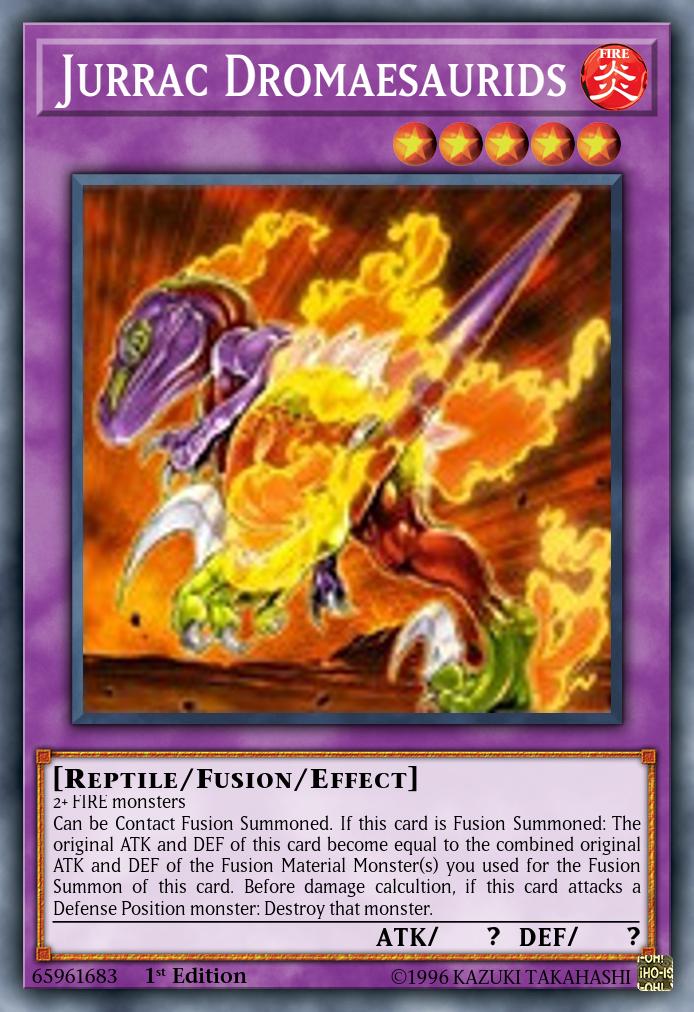 JURRAC DROMAESAURIDS
FIRE
炎
[REPTILE/FUSION/EFFECT]
2+ FIRE monsters
Can be Contact Fusion Summoned. If this card is Fusion Summoned: The
original ATK and DEF of this card become equal to the combined original
ATK and DEF of the Fusion Material Monster(s) you used for the Fusion
Summon of this card. Before damage calcultion, if this card attacks a
Defense Position monster: Destroy that monster.
ATK/ ? DEF/ ?
65961683 1st Edition ©1996 KAZUKI TAKAHASHI